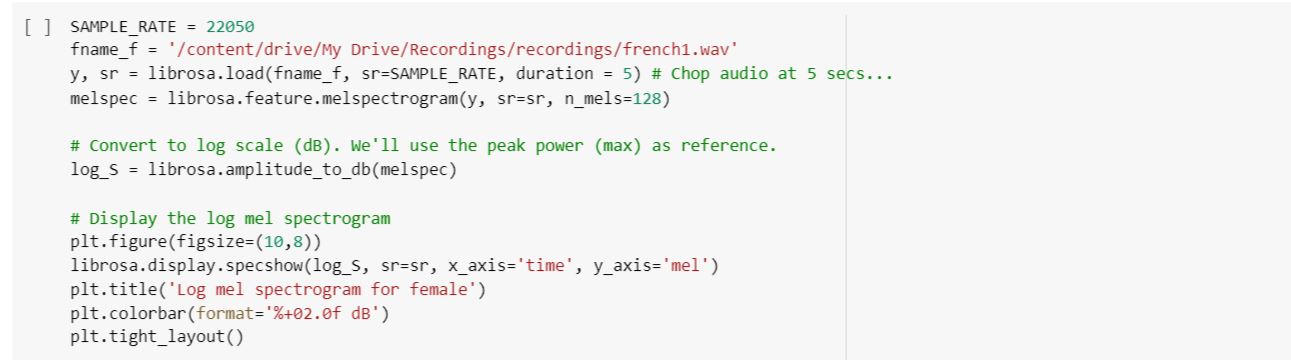 [ ] SAMPLE_RATE = 22050
fname_f = '/content/drive/My Drive/Recordings/recordings/french1.wav'
y, sr = librosa.load(fname_f, sr=SAMPLE_RATE, duration = 5) # Chop audio at 5 secs...
melspec = librosa.feature.melspectrogram(y, sr=sr, n_mels=128)
# Convert to log scale (dB). We'll use the peak power (max) as reference.
log_S = librosa.amplitude_to_db(melspec)
# Display the log mel spectrogram
plt.figure(figsize=(10,8))
librosa.display.specshow(log_S, sr=sr, x_axis='time', y_axis='mel')
plt.title('Log mel spectrogram for female')
plt.colorbar(format='%+02.0f dB')
plt.tight_layout()